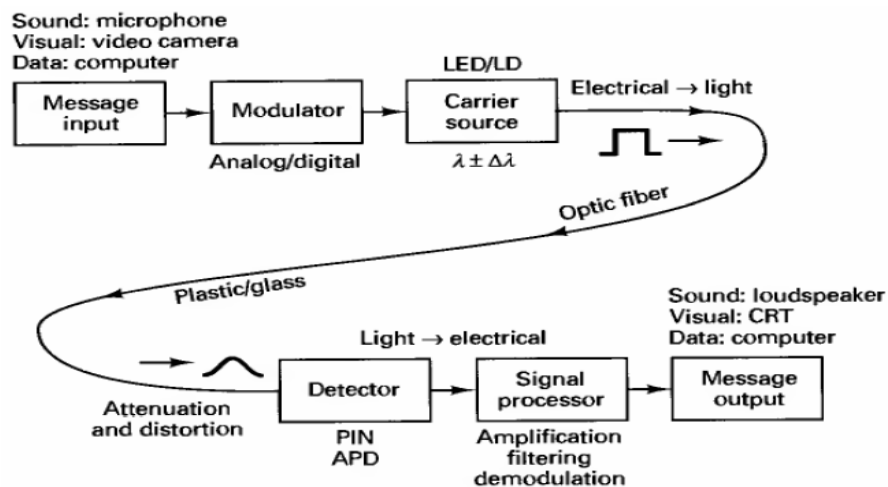 Sound: microphone
Visual: video camera
Data: computer
Message
input
Modulator
Analog/digital
LED/LD
Carrier
source
λ ± Δλ
Electrical → light
Optic fiber
Plastic/glass
Attenuation
and distortion
Light → electrical
Detector
PIN
APD
Signal
processor
Amplification
filtering
demodulation
Sound: loudspeaker
Visual: CRT
Data: computer
Message
output